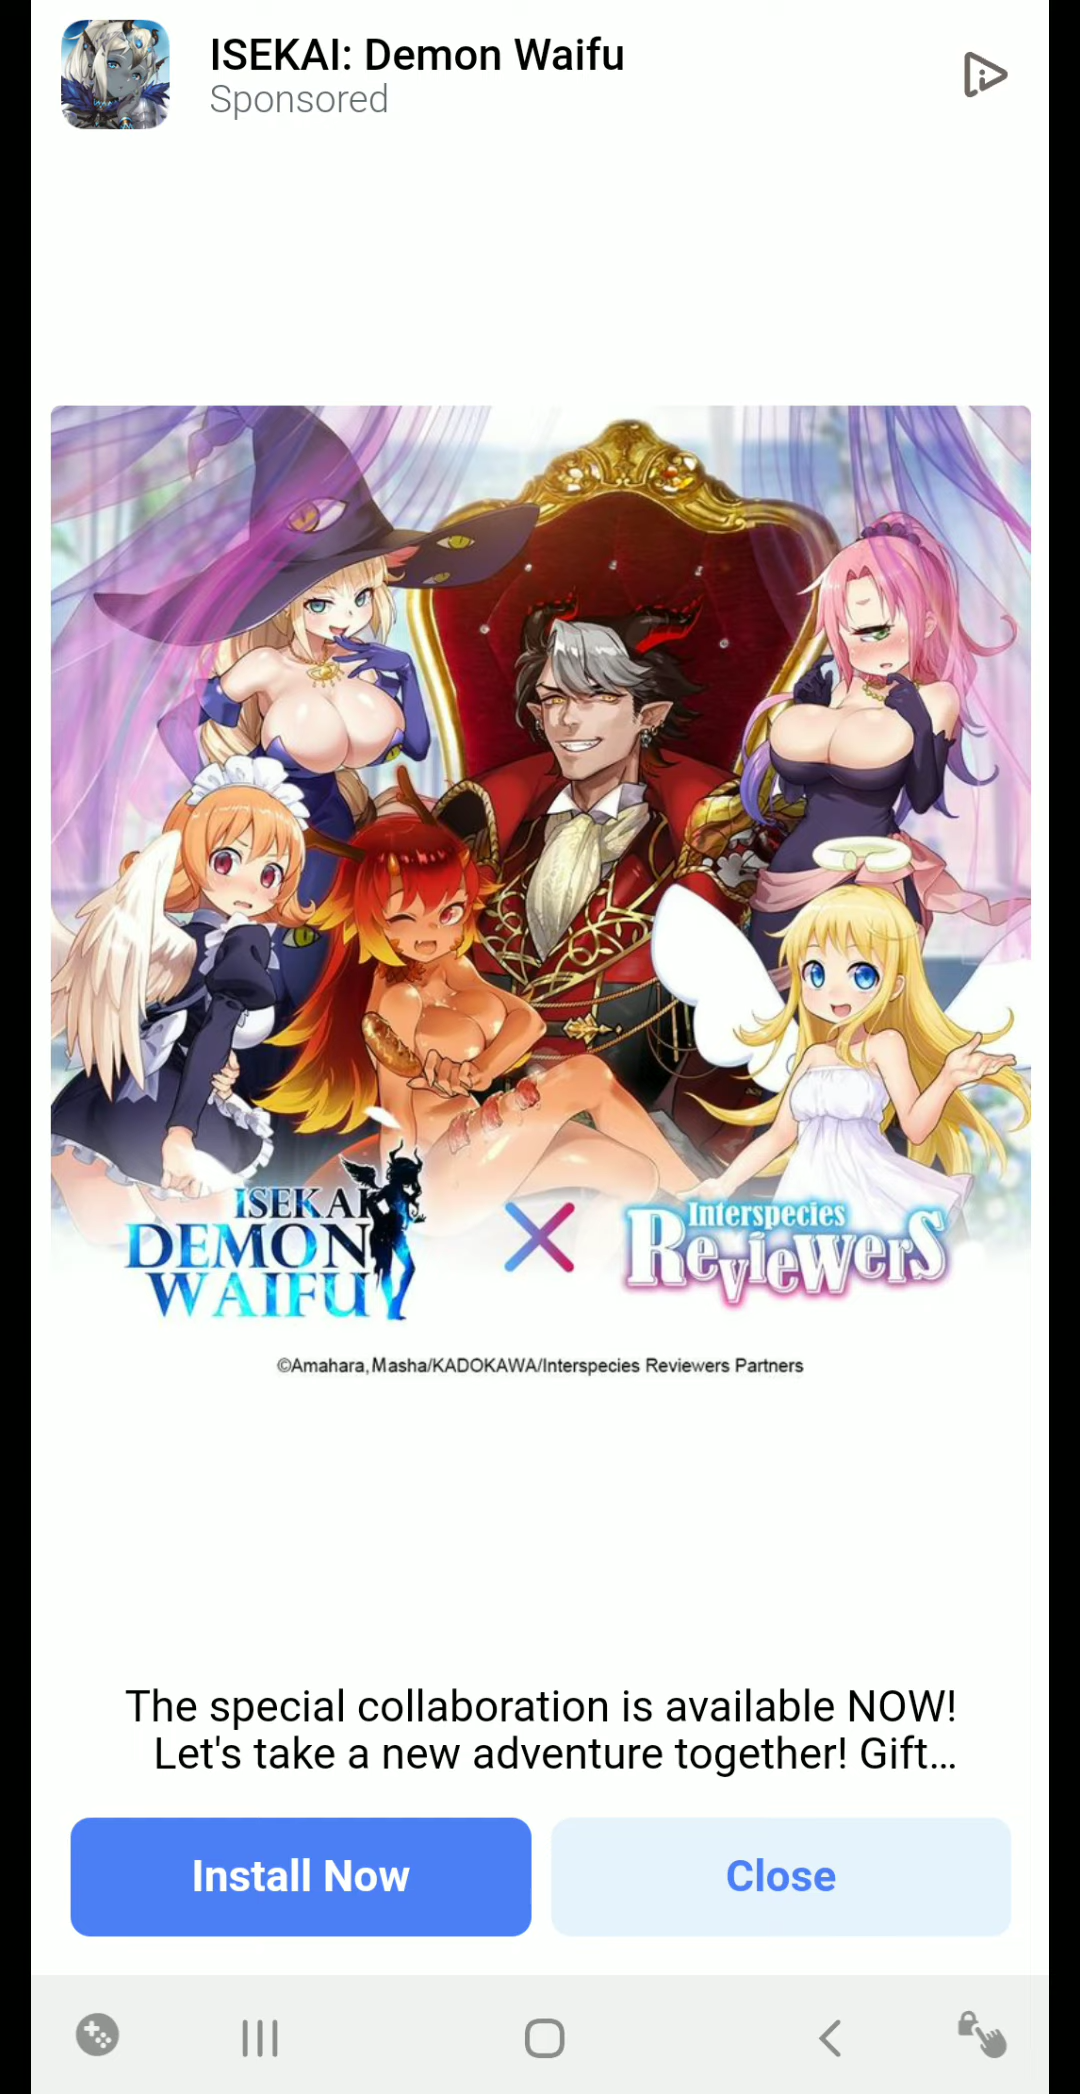 ISEKAI: Demon Waifu
Sponsored
ISEKAI
DEMON
WAIFU
X
Interspecies
Reviewers
©Amahara,Masha/KADOKAWA/Interspecies Reviewers Partners
The special collaboration is available NOW!
Let's take a new adventure together! Gift...
Install Now
Close